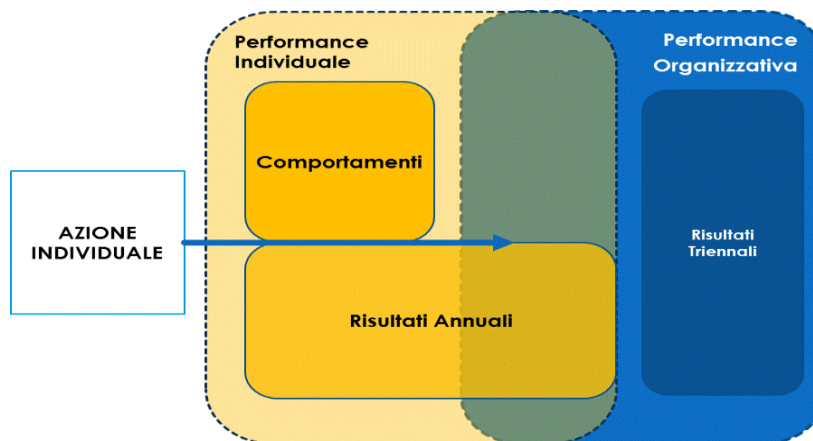 Performance
Individuale
Performance
Organizzativa
Comportamenti
AZIONE
INDIVIDUALE
Risultati
Triennali
Risultati Annuali